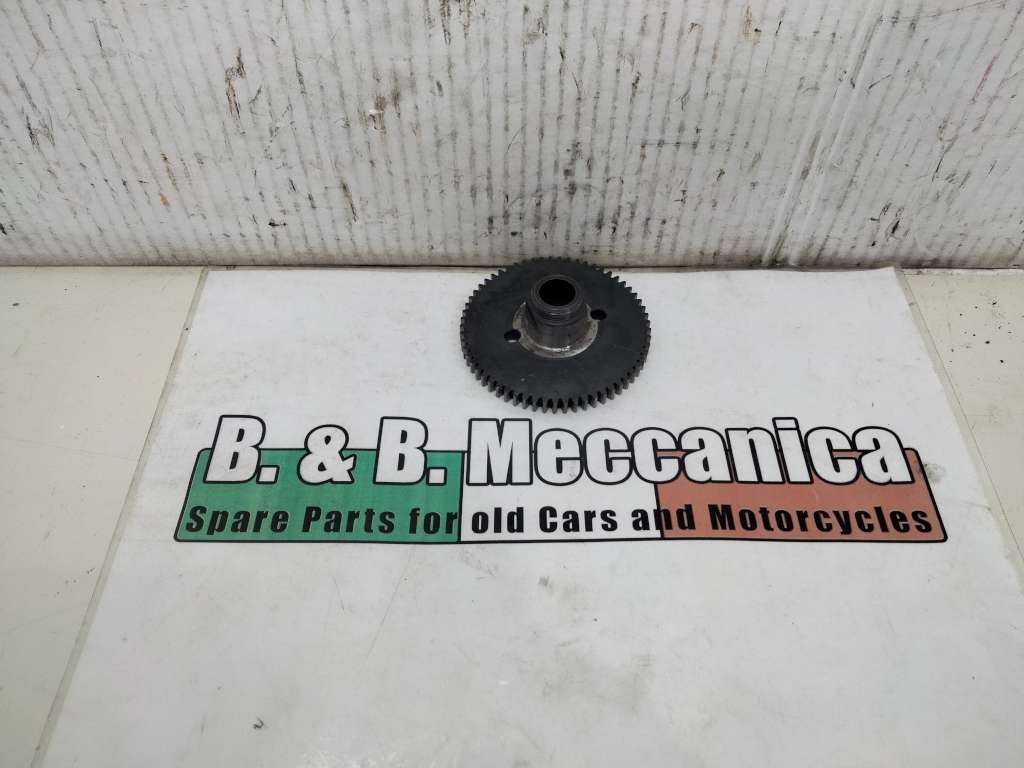 B. & B. Meccanica
Spare Parts for old Cars and Motorcycles